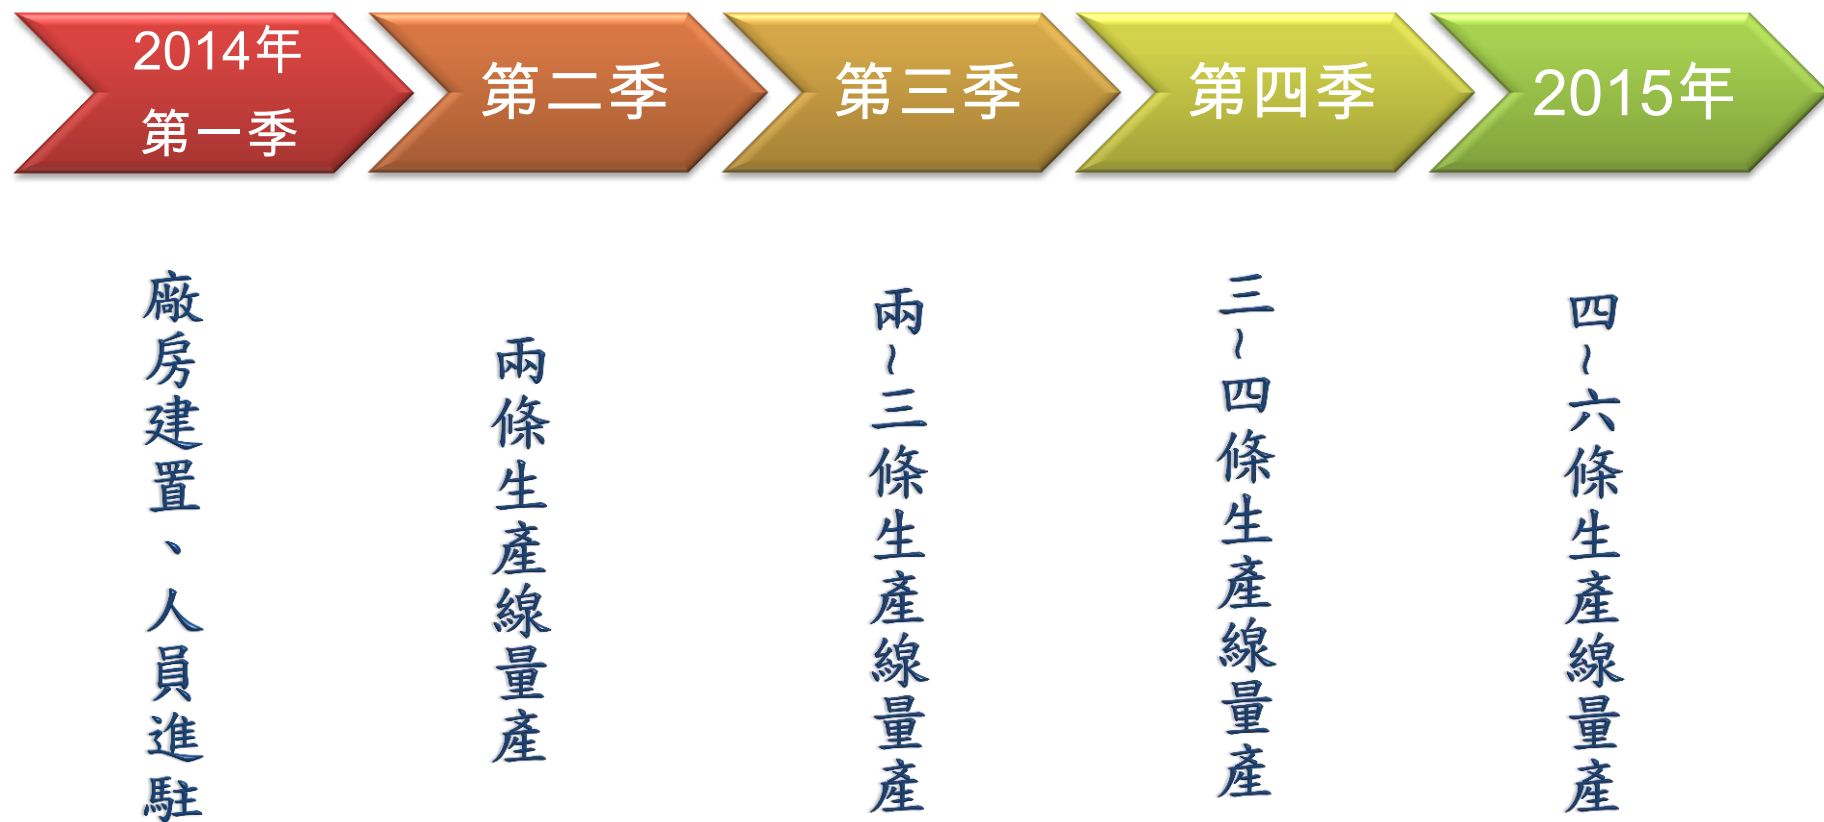 2014年
第一季
第二季
第三季
第四季
2015年
廠房建置、人員進駐
兩條生產線量產
兩~三條生產線量產
三~四條生產線量產
四~六條生產線量產